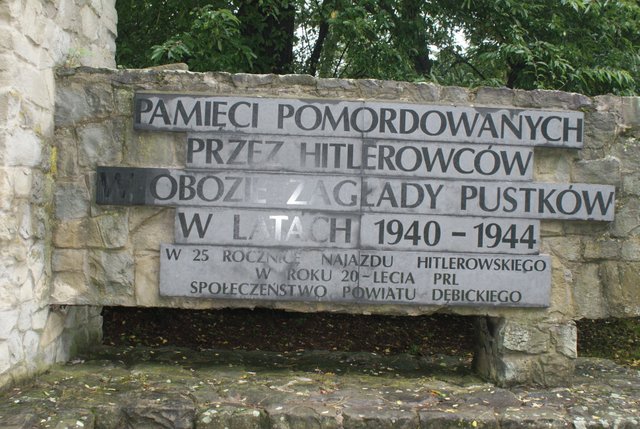 PAMIĘCI POMORDOWANYCH
PRZEZ HITLEROWCÓW
W OBOZIE ZAGŁADY PUSTKÓW
W LATACH 1940 - 1944
W 25 ROCZNICE NAJAZDU HITLEROWSKIEGO
W ROKU 20-LECIA PRL
SPOŁECZEŃSTWO POWIATU DĘBICKIEGO